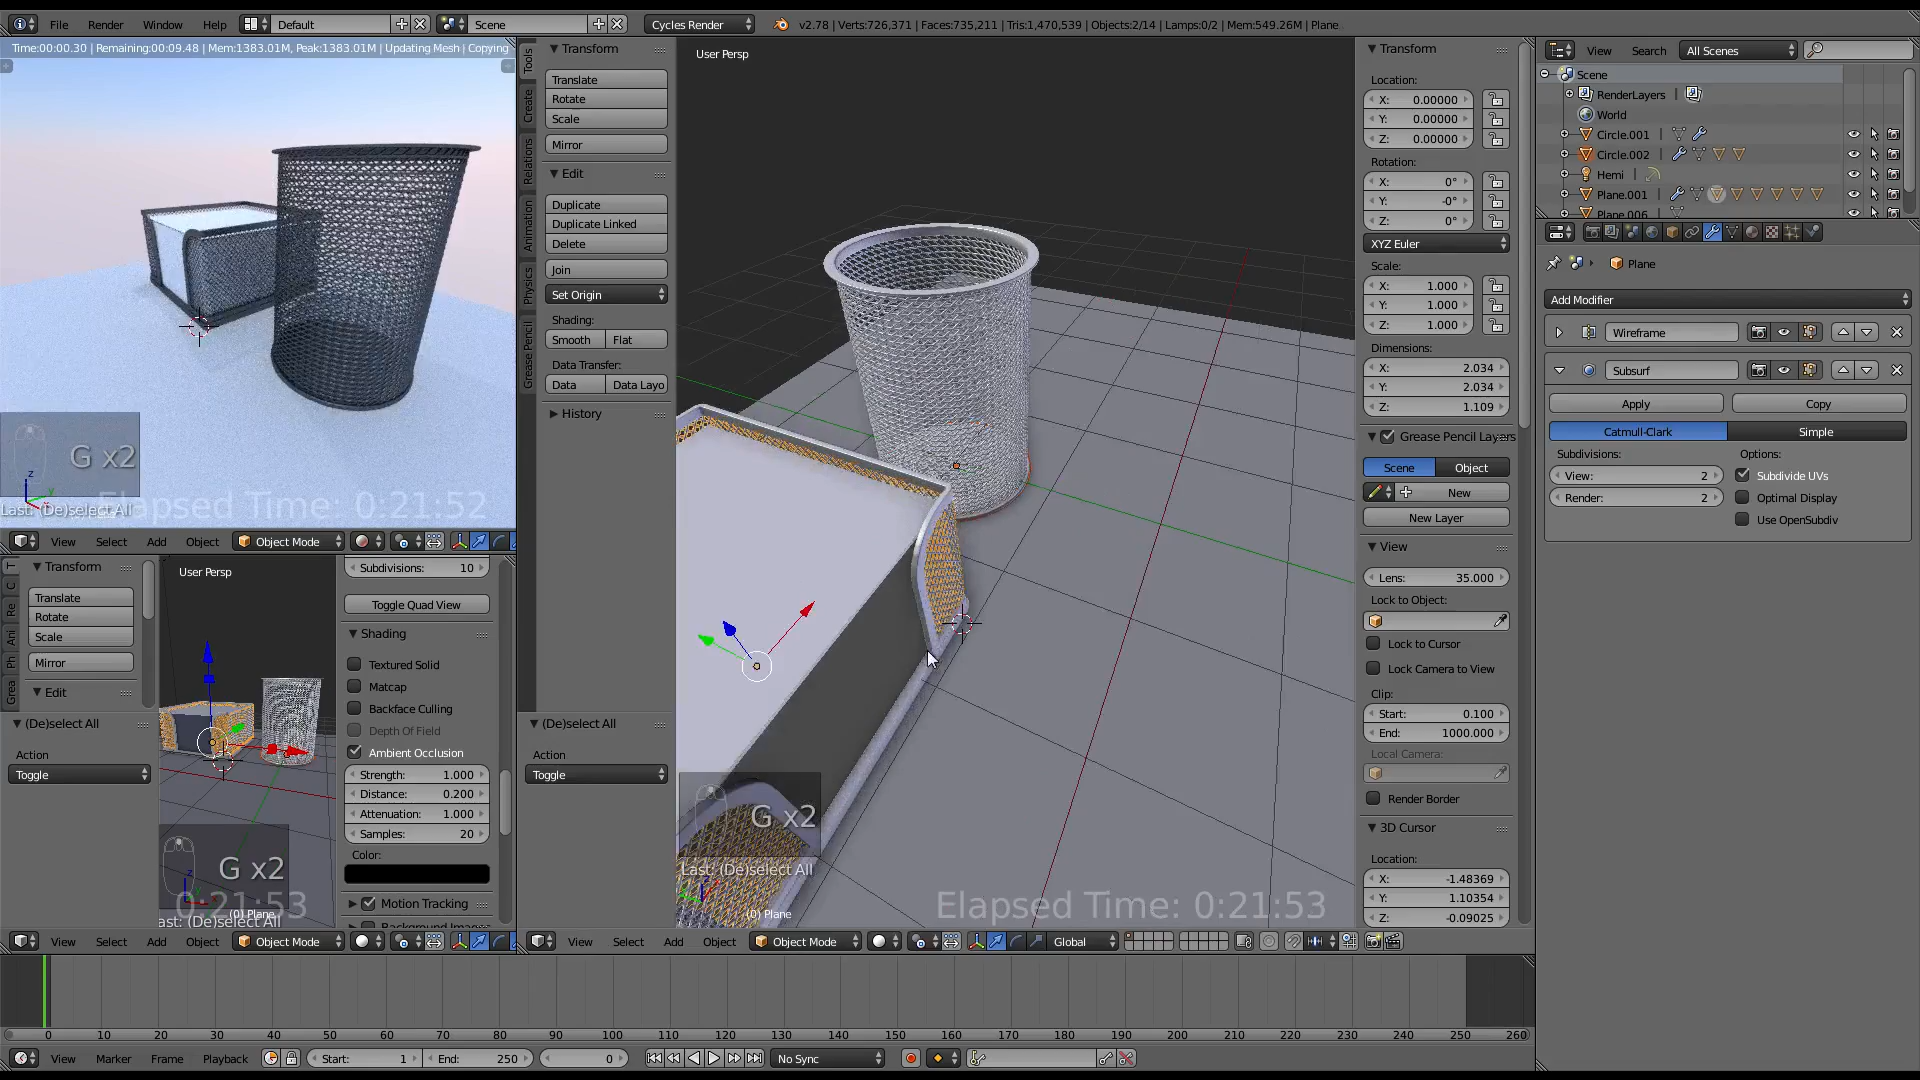 File Render Window Help Default Scene Cycles Render v2.78 | Verts:726,371 | Faces:735,211 | Tris:1,470,539 | Objects:2/14 | Lamps:0/2 | Mem:549.26M | Plane
Time:00:00.30 | Remaining:00:09.48 | Mem:1383.01M, Peak:1383.01M | Updating Mesh | Copying
G x2
Elapsed Time: 0:21:52
Last: (De)select All
View Select Add Object Object Mode
Transform
Translate
Rotate
Scale
Mirror
Edit
(De)select All
Action
Toggle
User Persp
G x2
0:21:53
(0) Plane
ast: (De)select All
Subdivisions: 10
Toggle Quad View
Shading
Textured Solid
Matcap
Backface Culling
Depth Of Field
Ambient Occlusion
Strength: 1.000
Distance: 0.200
Attenuation: 1.000
Samples: 20
Color:
Motion Tracking
View Select Add Object Object Mode
Tools
Create
Relations
Animation
Physics
Grease Pencil
Transform
Translate
Rotate
Scale
Mirror
Edit
Duplicate
Duplicate Linked
Delete
Join
Set Origin
Shading:
Smooth Flat
Data Transfer:
Data Data Layo
History
(De)select All
Action
Toggle
User Persp
G x2
Last: (De)select All
(0) Plane
Elapsed Time: 0:21:53
View Select Add Object Object Mode Global
Transform
Location:
X: 0.00000
Y: 0.00000
Z: 0.00000
Rotation:
X: 0°
Y: -0°
Z: 0°
XYZ Euler
Scale:
X: 1.000
Y: 1.000
Z: 1.000
Dimensions:
X: 2.034
Y: 2.034
Z: 1.109
Grease Pencil Layers
Scene Object
New
New Layer
View
Lens: 35.000
Lock to Object:
Lock to Cursor
Lock Camera to View
Clip:
Start: 0.100
End: 1000.000
Local Camera:
Render Border
3D Cursor
Location:
X: -1.48369
Y: 1.10354
Z: -0.09025
View Search All Scenes
Scene
RenderLayers
World
Circle.001
Circle.002
Hemi
Plane.001
Plane.006
Plane
Add Modifier
Wireframe
Subsurf
Apply Copy
Catmull-Clark Simple
Subdivisions: Options:
View: 2 Subdivide UVs
Render: 2 Optimal Display
Use OpenSubdiv
0 10 20 30 40 50 60 70 80 90 100 110 120 130 140 150 160 170 180 190 200 210 220 230 240 250 260
View Marker Frame Playback Start: 1 End: 250 0 No Sync